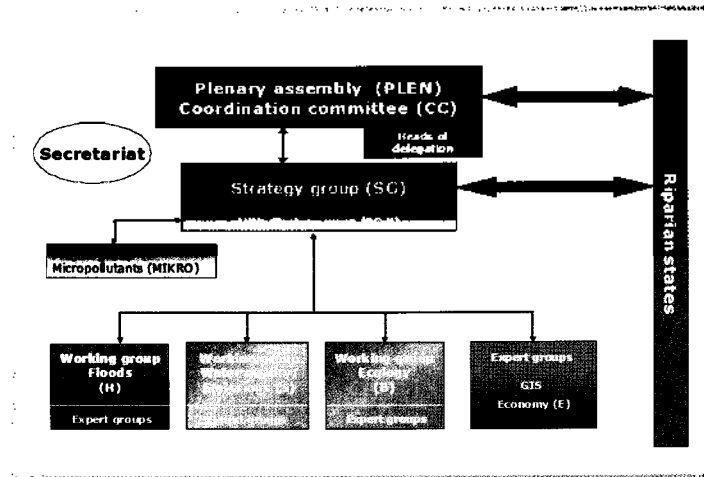 Plenary assembly (PLEN)
Coordination committee (CC)
Heads of
delegation
Secretariat
Strategy group (SG)
Micropollutants (MIKRO)
Riparian states
Working group
Floods
(H)
Expert groups
Working group
Ecology
(B)
Expert groups
Expert groups
GIS
Economy (E)